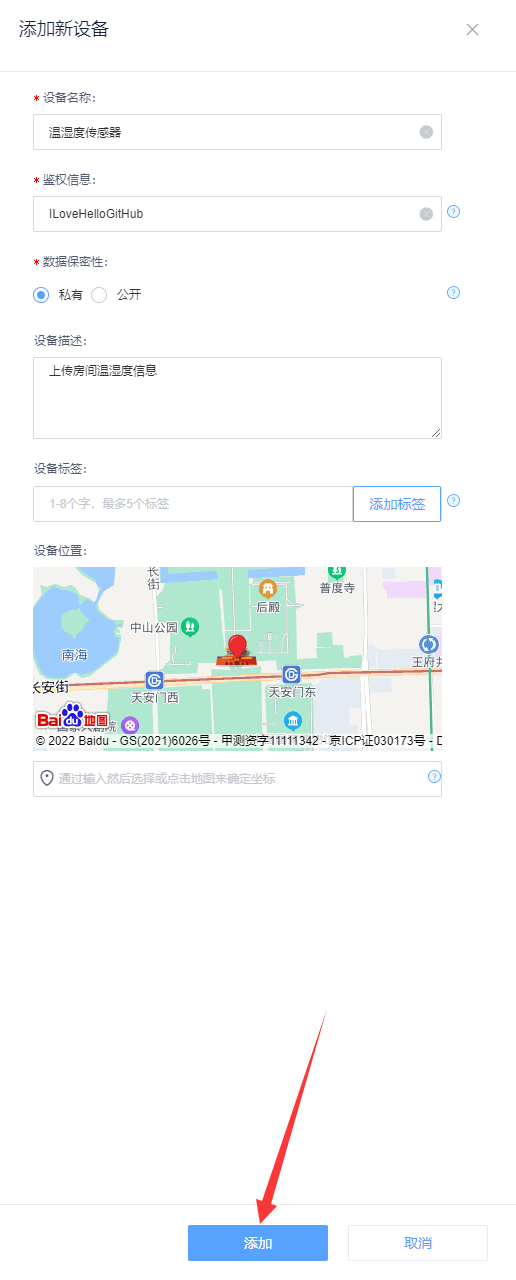 添加新设备
* 设备名称:
温湿度传感器
* 鉴权信息:
ILoveHelloGitHub
* 数据保密性:
私有 公开
设备描述:
上传房间温湿度信息
设备标签:
1-8个字，最多5个标签 添加标签
设备位置:
长
街
普度寺
后殿
中山公园
南海
王府井
长安街
天安门西
天安门东
Bai du 地图
© 2022 Baidu - GS(2021)6026号 - 甲测资字11111342 - 京ICP证030173号 - D
通过输入然后选择或点击地图来确定坐标
添加 取消